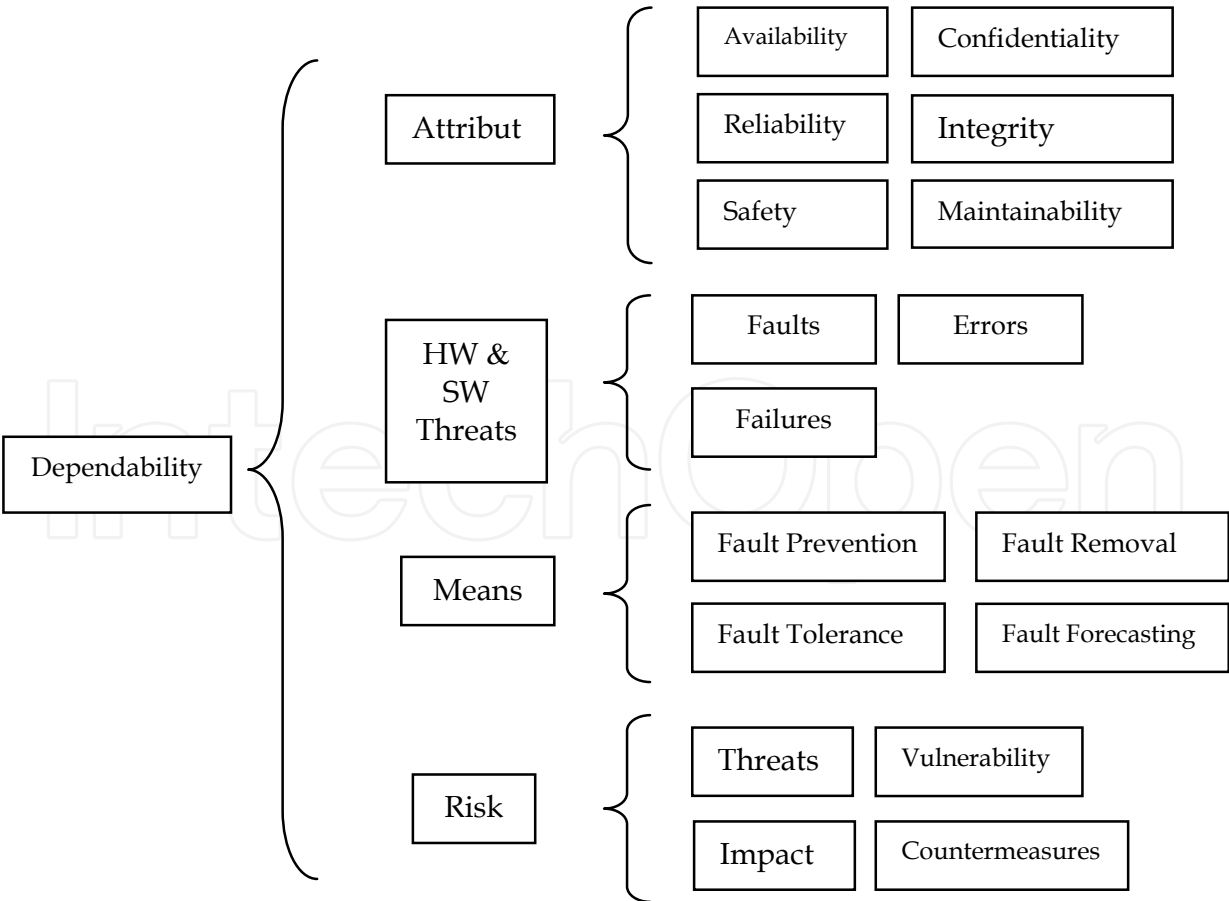 Dependability
Attribut
Availability
Confidentiality
Reliability
Integrity
Safety
Maintainability
HW &
SW
Threats
Faults
Errors
Failures
Means
Fault Prevention
Fault Removal
Fault Tolerance
Fault Forecasting
Risk
Threats
Vulnerability
Impact
Countermeasures
IntechOpen